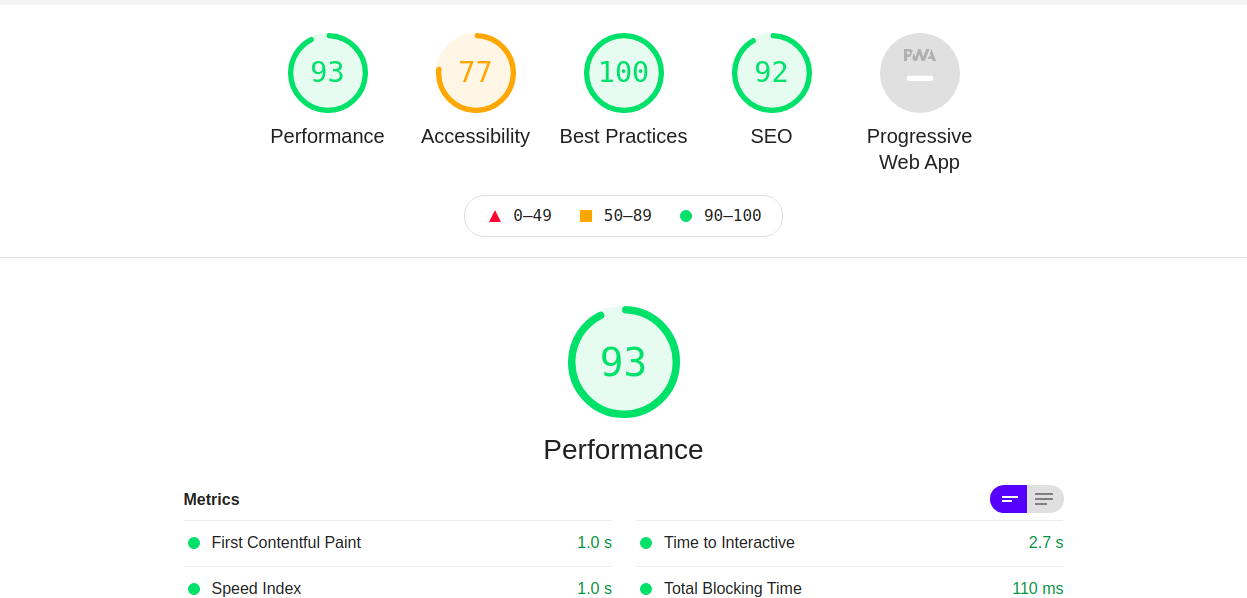 93
77
100
92
PWA
Performance
Accessibility
Best Practices
SEO
Progressive
Web App
0–49
50–89
90–100
93
Performance
Metrics
First Contentful Paint 1.0 s
Time to Interactive 2.7 s
Speed Index 1.0 s
Total Blocking Time 110 ms